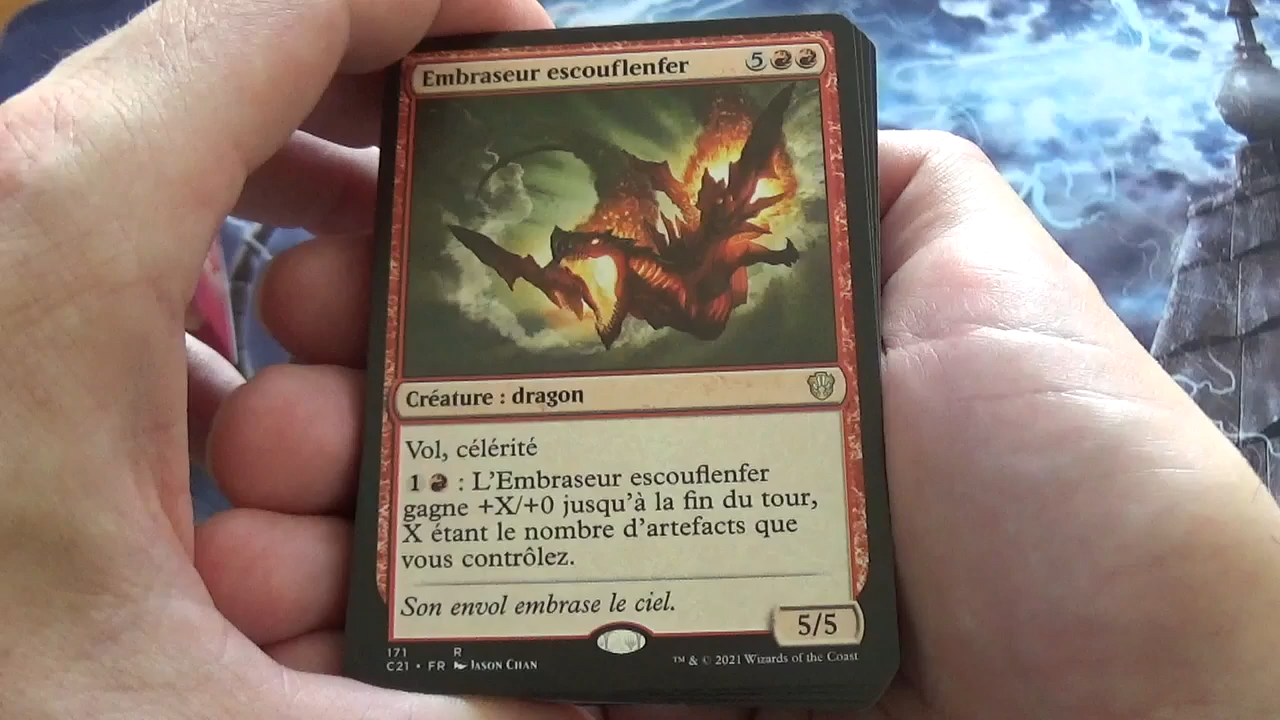 Embraseur escouflenfer 5
Créature : dragon
Vol, célérité
1 : L'Embraseur escouflenfer
gagne +X/+0 jusqu'à la fin du tour,
X étant le nombre d'artefacts que
vous contrôlez.
Son envol embrase le ciel.
5/5
171 R
C21 • FR Jason Chan
™ & © 2021 Wizards of the Coast